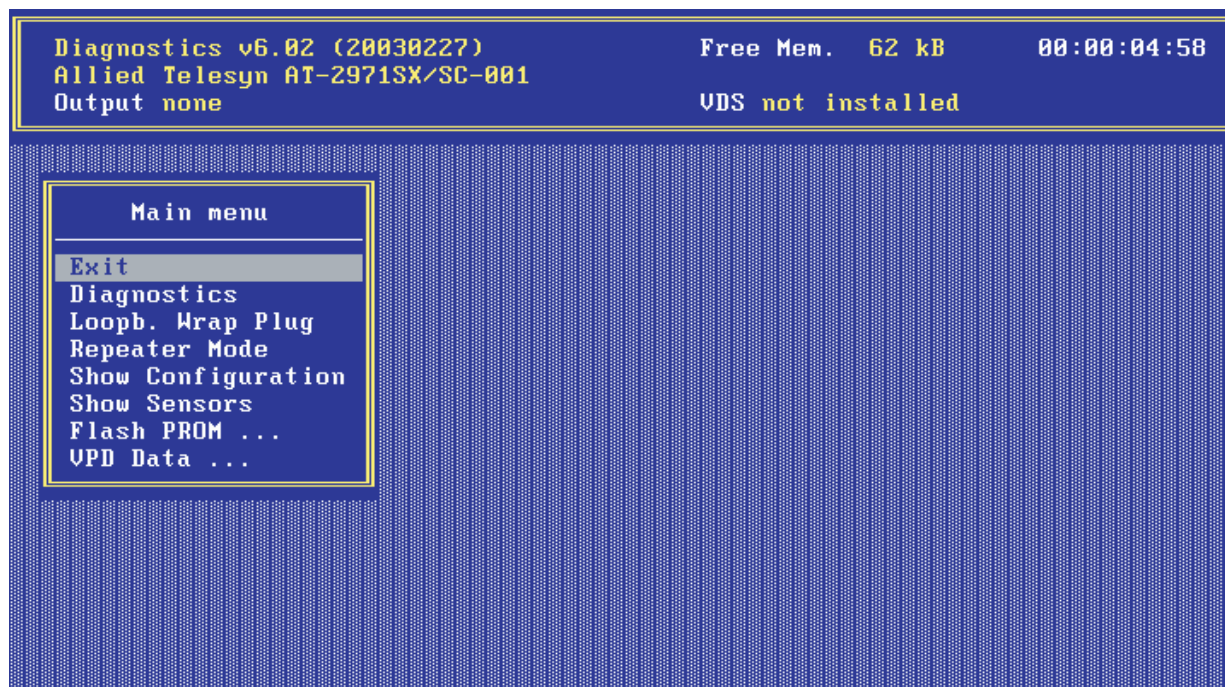 Diagnostics v6.02 (20030227) Free Mem. 62 kB 00:00:04:58
Allied Telesyn AT-2971SX/SC-001
Output none VDS not installed
Main menu
Exit
Diagnostics
Loopb. Wrap Plug
Repeater Mode
Show Configuration
Show Sensors
Flash PROM ...
VPD Data ...